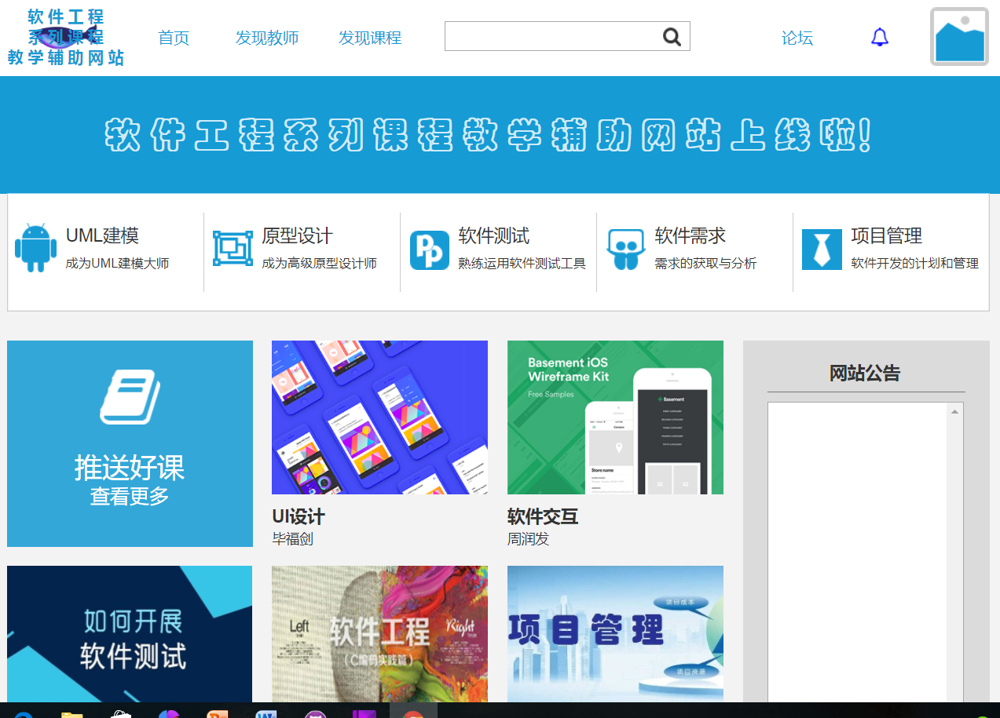 软件工程
系列课程
教学辅助网站
首页
发现教师
发现课程
论坛
软件工程系列课程教学辅助网站上线啦!
UML建模
成为UML建模大师
原型设计
成为高级原型设计师
软件测试
熟练运用软件测试工具
软件需求
需求的获取与分析
项目管理
软件开发的计划和管理
推送好课
查看更多
UI设计
毕福剑
Basement iOS
Wireframe Kit
Free Samples
Basement
Store name
软件交互
周润发
网站公告
如何开展
软件测试
Left
软件工程
Right
(C编码实践篇)
项目管理
项目成本
项目资源